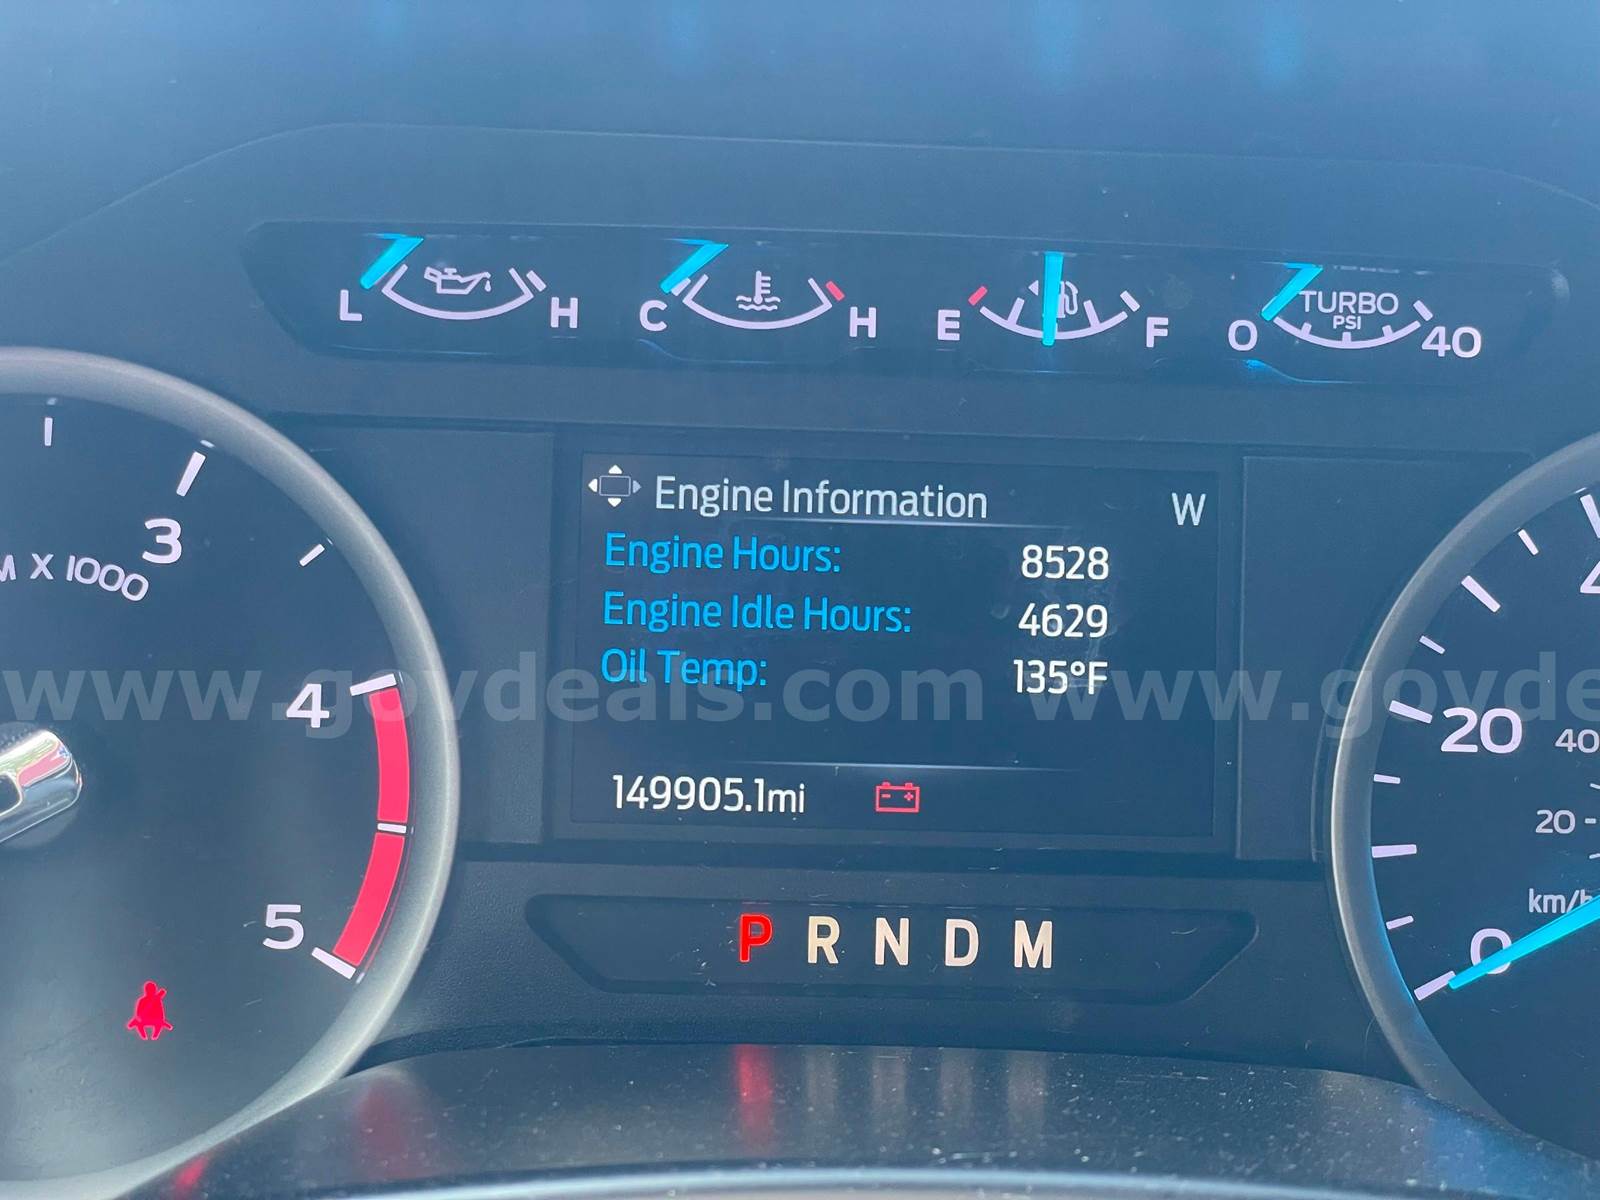 L H C H E F 0 TURBO PSI 40
3
M X 1000
4
5
Engine Information W
Engine Hours: 8528
Engine Idle Hours: 4629
Oil Temp: 135°F
149905.1mi
P R N D M
20
40
20
km/h
0
www.govdeals.com www.govde